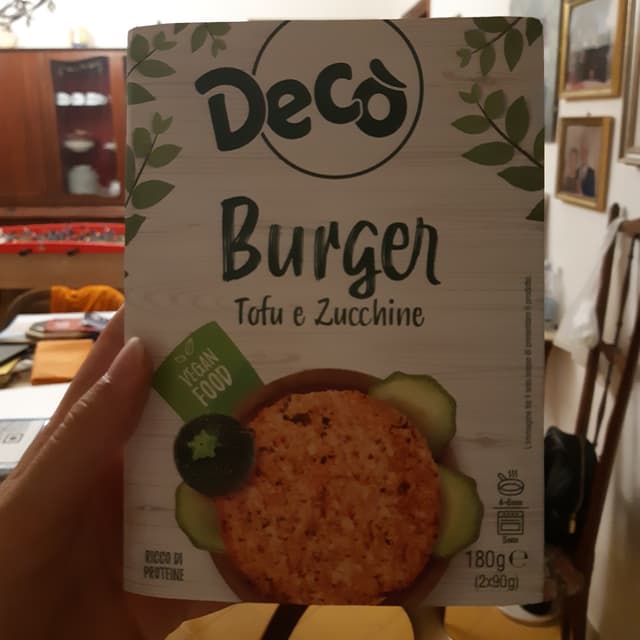 Decò
Burger
Tofu e Zucchine
VEGAN
FOOD
RICCO DI
PROTEINE
180g ℮
(2x90g)